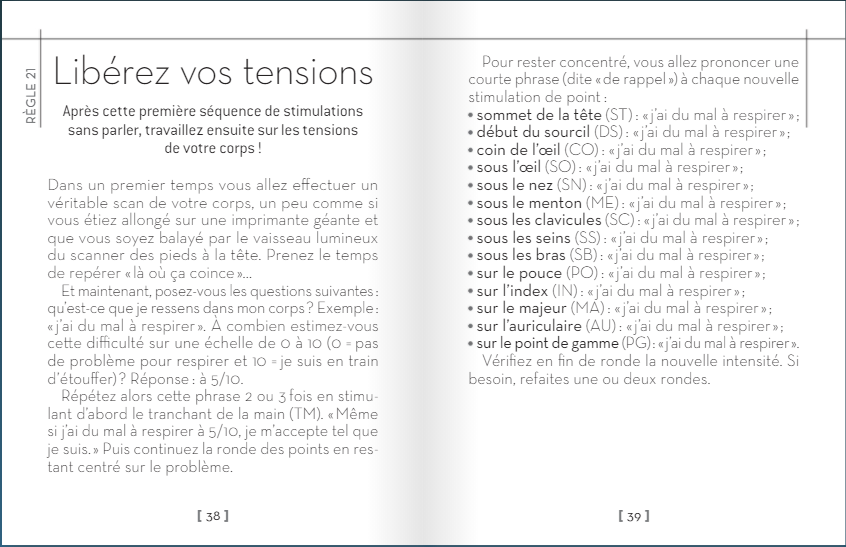 RÈGLE 21
Libérez vos tensions
Après cette première séquence de stimulations
sans parler, travaillez ensuite sur les tensions
de votre corps !
Dans un premier temps vous allez effectuer un
véritable scan de votre corps, un peu comme si
vous étiez allongé sur une imprimante géante et
que vous soyez balayé par le vaisseau lumineux
du scanner des pieds à la tête. Prenez le temps
de repérer « là où ça coince »...
Et maintenant, posez-vous les questions suivantes :
qu'est-ce que je ressens dans mon corps ? Exemple :
« j'ai du mal à respirer ». À combien estimez-vous
cette difficulté sur une échelle de 0 à 10 (0 = pas
de problème pour respirer et 10 = je suis en train
d'étouffer) ? Réponse : à 5/10.
Répétez alors cette phrase 2 ou 3 fois en stimu-
lant d'abord le tranchant de la main (TM). « Même
si j'ai du mal à respirer à 5/10, je m'accepte tel que
je suis. » Puis continuez la ronde des points en res-
tant centré sur le problème.
[ 38 ]
Pour rester concentré, vous allez prononcer une
courte phrase (dite « de rappel ») à chaque nouvelle
stimulation de point :
• sommet de la tête (ST) : « j'ai du mal à respirer » ;
• début du sourcil (DS) : « j'ai du mal à respirer » ;
• coin de l'œil (CO) : « j'ai du mal à respirer » ;
• sous l'œil (SO) : « j'ai du mal à respirer » ;
• sous le nez (SN) : « j'ai du mal à respirer » ;
• sous le menton (ME) : « j'ai du mal à respirer » ;
• sous les clavicules (SC) : « j'ai du mal à respirer » ;
• sous les seins (SS) : « j'ai du mal à respirer » ;
• sous les bras (SB) : « j'ai du mal à respirer » ;
• sur le pouce (PO) : « j'ai du mal à respirer » ;
• sur l'index (IN) : « j'ai du mal à respirer » ;
• sur le majeur (MA) : « j'ai du mal à respirer » ;
• sur l'auriculaire (AU) : « j'ai du mal à respirer » ;
• sur le point de gamme (PG) : « j'ai du mal à respirer ».
Vérifiez en fin de ronde la nouvelle intensité. Si
besoin, refaites une ou deux rondes.
[ 39 ]